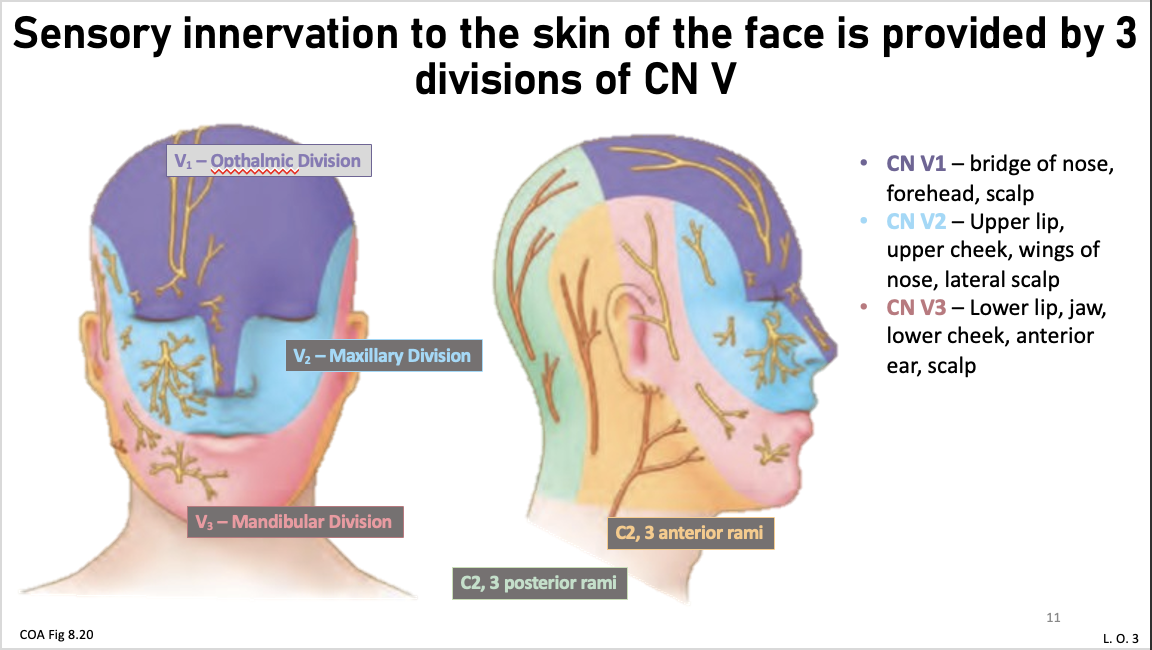 Sensory innervation to the skin of the face is provided by 3
divisions of CN V
V₁ – Opthalmic Division
V₂ – Maxillary Division
V₃ – Mandibular Division
C2, 3 anterior rami
C2, 3 posterior rami
• CN V1 – bridge of nose,
forehead, scalp
• CN V2 – Upper lip,
upper cheek, wings of
nose, lateral scalp
• CN V3 – Lower lip, jaw,
lower cheek, anterior
ear, scalp
11
COA Fig 8.20
L. O. 3